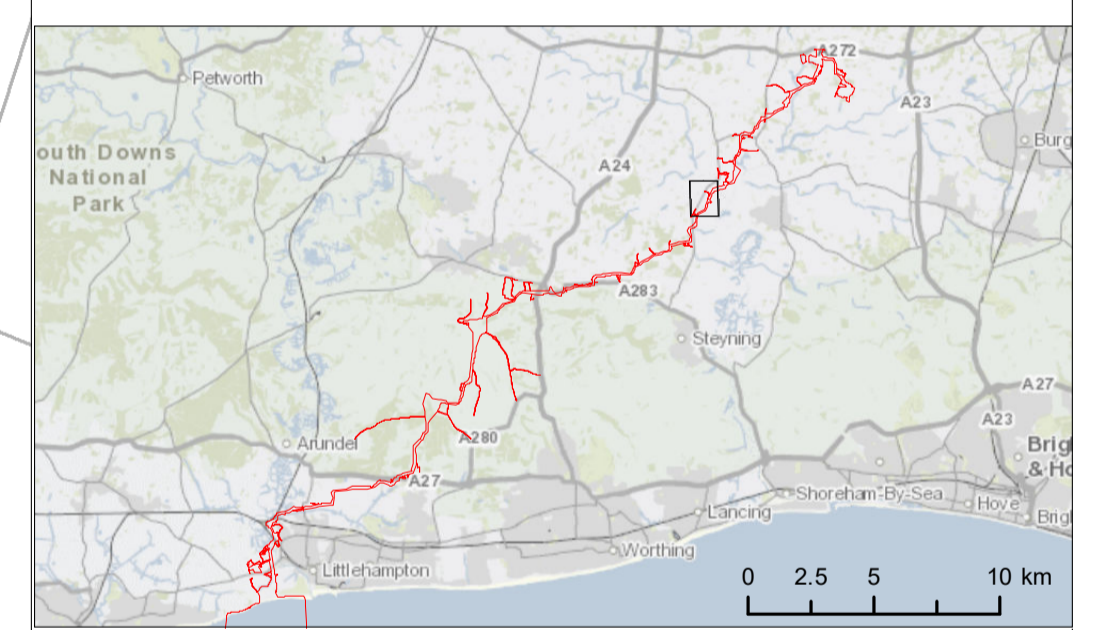 A272
Petworth
A23
Burg
outh Downs
National
Park
A24
A283
Steyning
A27
A23
Arundel
A280
Brig
& Ho
A27
Shoreham-By-Sea
Hove
Lancing
Brig
Worthing
Littlehampton
0 2.5 5 10 km